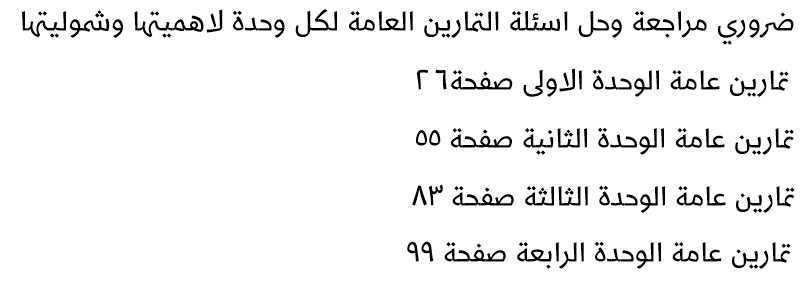 ضروري مراجعة وحل اسئلة التمارين العامة لكل وحدة لاهميتها وشموليتها
تمارين عامة الوحدة الاولى صفحة٢٦
تمارين عامة الوحدة الثانية صفحة ٥٥
تمارين عامة الوحدة الثالثة صفحة ٨٣
تمارين عامة الوحدة الرابعة صفحة ٩٩